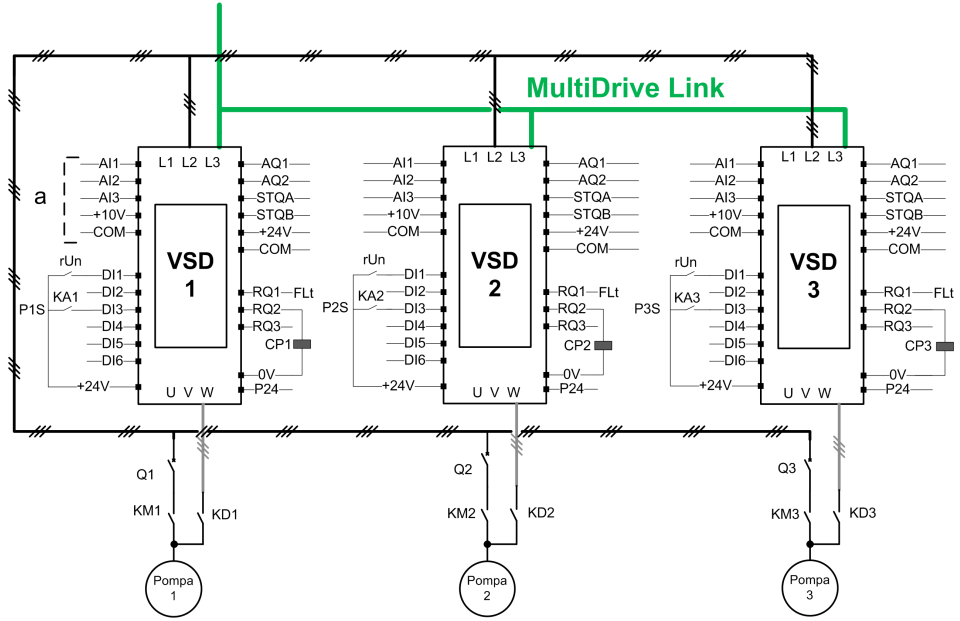 MultiDrive Link
L1 L2 L3
AI1
AI2
AI3
+10V
COM
a
rUn
DI1
DI2
P1S
KA1
DI3
DI4
DI5
DI6
+24V
VSD
1
AQ1
AQ2
STQA
STQB
+24V
COM
RQ1
FLt
RQ2
RQ3
CP1
0V
P24
U V W
L1 L2 L3
AI1
AI2
AI3
+10V
COM
rUn
DI1
DI2
P2S
KA2
DI3
DI4
DI5
DI6
+24V
VSD
2
AQ1
AQ2
STQA
STQB
+24V
COM
RQ1
FLt
RQ2
RQ3
CP2
0V
P24
U V W
L1 L2 L3
AI1
AI2
AI3
+10V
COM
rUn
DI1
DI2
P3S
KA3
DI3
DI4
DI5
DI6
+24V
VSD
3
AQ1
AQ2
STQA
STQB
+24V
COM
RQ1
FLt
RQ2
RQ3
CP3
0V
P24
U V W
Q1
KM1
KD1
Pompa
1
Q2
KM2
KD2
Pompa
2
Q3
KM3
KD3
Pompa
3